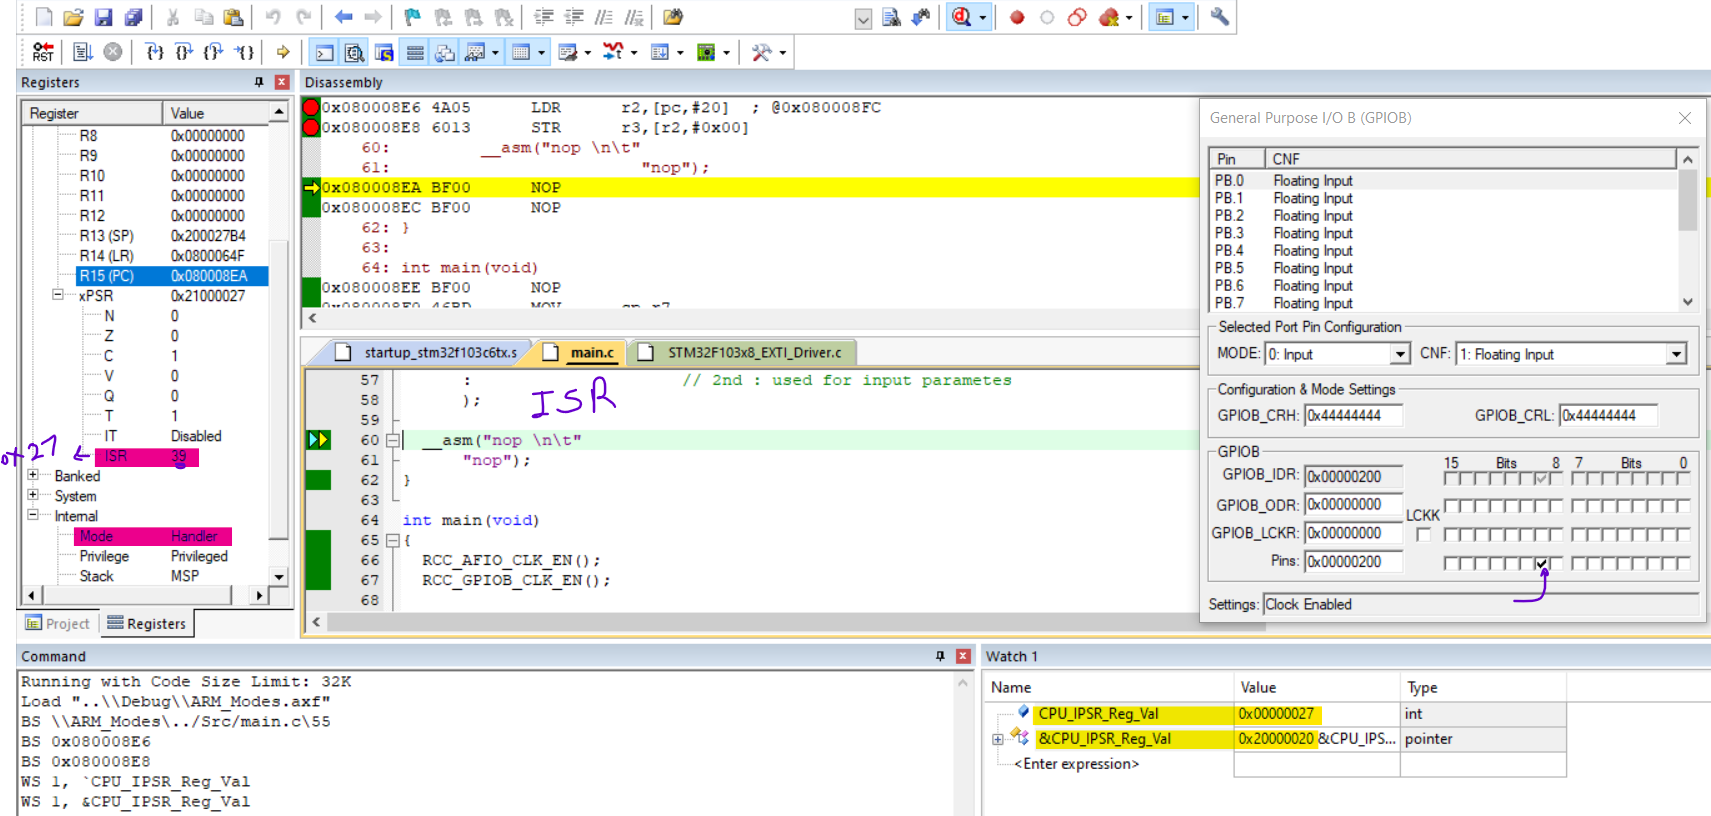 RST
Registers
Register Value
R8 0x00000000
R9 0x00000000
R10 0x00000000
R11 0x00000000
R12 0x00000000
R13 (SP) 0x200027B4
R14 (LR) 0x0800064F
R15 (PC) 0x080008EA
xPSR 0x21000027
N 0
Z 0
C 1
V 0
Q 0
T 1
IT Disabled
0x27 ← ISR 39
Banked
System
Internal
Mode Handler
Privilege Privileged
Stack MSP
Project Registers
Disassembly
0x080008E6 4A05 LDR r2,[pc,#20] ; @0x080008FC
0x080008E8 6013 STR r3,[r2,#0x00]
60: __asm("nop \n\t"
61: "nop");
0x080008EA BF00 NOP
0x080008EC BF00 NOP
62: }
63:
64: int main(void)
0x080008EE BF00 NOP
0x080008F0 46BD MOV sp,r7
startup_stm32f103c6tx.s main.c STM32F103x8_EXTI_Driver.c
57 : // 2nd : used for input parametes
58 );
ISR
59
60 __asm("nop \n\t"
61 "nop");
62 }
63
64 int main(void)
65 {
66 RCC_AFIO_CLK_EN();
67 RCC_GPIOB_CLK_EN();
68
General Purpose I/O B (GPIOB)
Pin CNF
PB.0 Floating Input
PB.1 Floating Input
PB.2 Floating Input
PB.3 Floating Input
PB.4 Floating Input
PB.5 Floating Input
PB.6 Floating Input
PB.7 Floating Input
Selected Port Pin Configuration
MODE: 0: Input CNF: 1: Floating Input
Configuration & Mode Settings
GPIOB_CRH: 0x44444444 GPIOB_CRL: 0x44444444
GPIOB
15 Bits 8 7 Bits 0
GPIOB_IDR: 0x00000200
GPIOB_ODR: 0x00000000
LCKK
GPIOB_LCKR: 0x00000000
Pins: 0x00000200
Settings: Clock Enabled
Command
Running with Code Size Limit: 32K
Load "..\\Debug\\ARM_Modes.axf"
BS \\ARM_Modes\../Src/main.c\55
BS 0x080008E6
BS 0x080008E8
WS 1, `CPU_IPSR_Reg_Val
WS 1, &CPU_IPSR_Reg_Val
Watch 1
Name Value Type
CPU_IPSR_Reg_Val 0x00000027 int
&CPU_IPSR_Reg_Val 0x20000020 &CPU_IPS... pointer
<Enter expression>